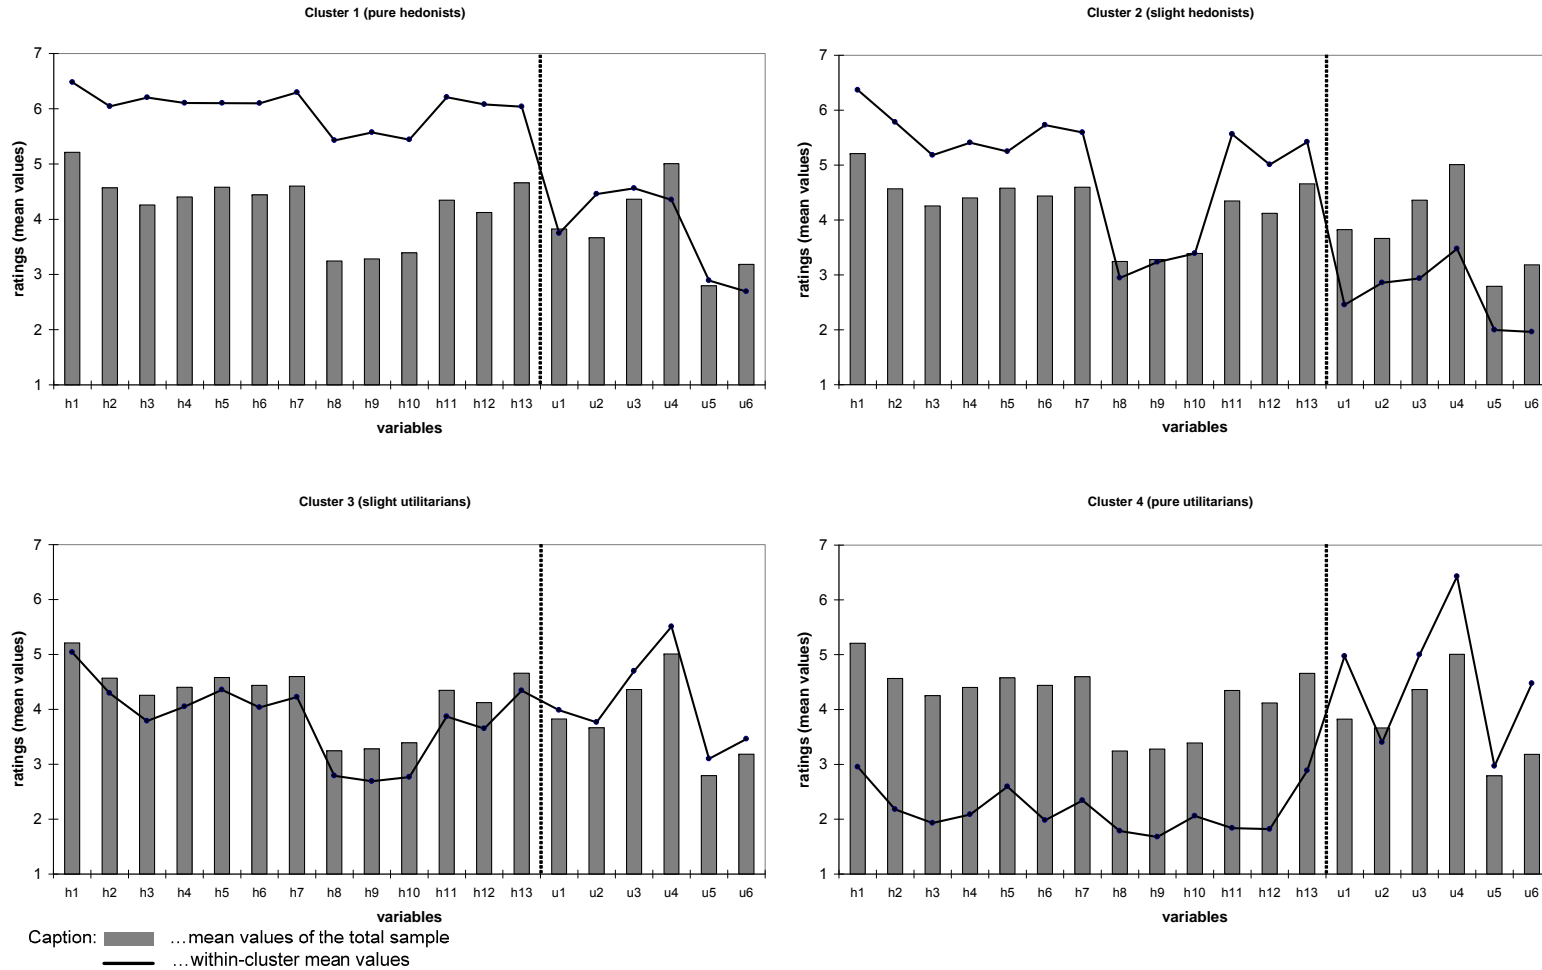 Cluster 1 (pure hedonists)
ratings (mean values)
7
6
5
4
3
2
1
h1 h2 h3 h4 h5 h6 h7 h8 h9 h10 h11 h12 h13 u1 u2 u3 u4 u5 u6
variables
Cluster 2 (slight hedonists)
ratings (mean values)
7
6
5
4
3
2
1
h1 h2 h3 h4 h5 h6 h7 h8 h9 h10 h11 h12 h13 u1 u2 u3 u4 u5 u6
variables
Cluster 3 (slight utilitarians)
ratings (mean values)
7
6
5
4
3
2
1
h1 h2 h3 h4 h5 h6 h7 h8 h9 h10 h11 h12 h13 u1 u2 u3 u4 u5 u6
variables
Cluster 4 (pure utilitarians)
ratings (mean values)
7
6
5
4
3
2
1
h1 h2 h3 h4 h5 h6 h7 h8 h9 h10 h11 h12 h13 u1 u2 u3 u4 u5 u6
variables
Caption: ...mean values of the total sample
...within-cluster mean values